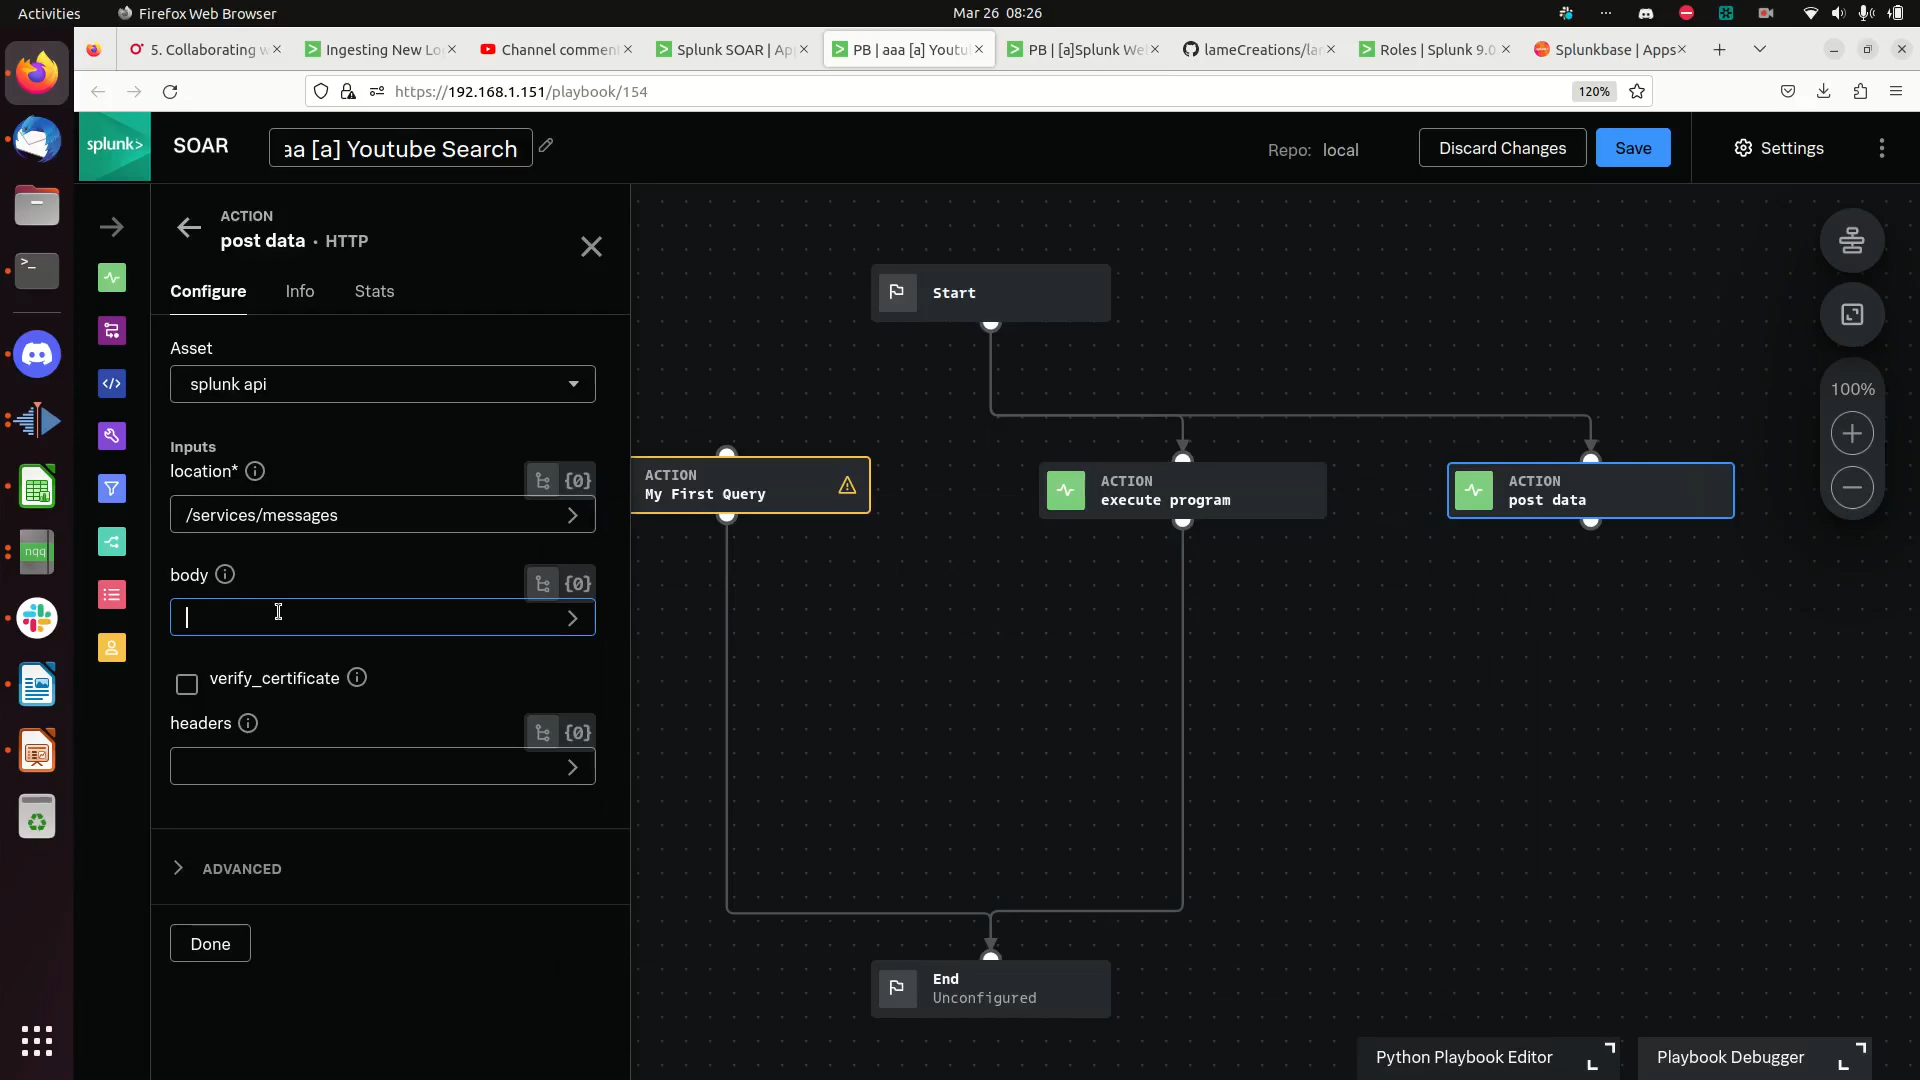 Activities
Firefox Web Browser
Mar 26 08:26
5. Collaborating w
Ingesting New Lo
Channel commen
Splunk SOAR | Ap
PB | aaa [a] Youtu
PB | [a]Splunk We
lameCreations/la
Roles | Splunk 9.0
Splunkbase | Apps
https://192.168.1.151/playbook/154
120%
splunk>
SOAR
aa [a] Youtube Search
Repo: local
Discard Changes
Save
Settings
ACTION
post data · HTTP
Configure
Info
Stats
Asset
splunk api
Inputs
location*
{0}
/services/messages
body
{0}
verify_certificate
headers
{0}
ADVANCED
Done
Start
ACTION
My First Query
ACTION
execute program
ACTION
post data
End
Unconfigured
100%
Python Playbook Editor
Playbook Debugger
nqq